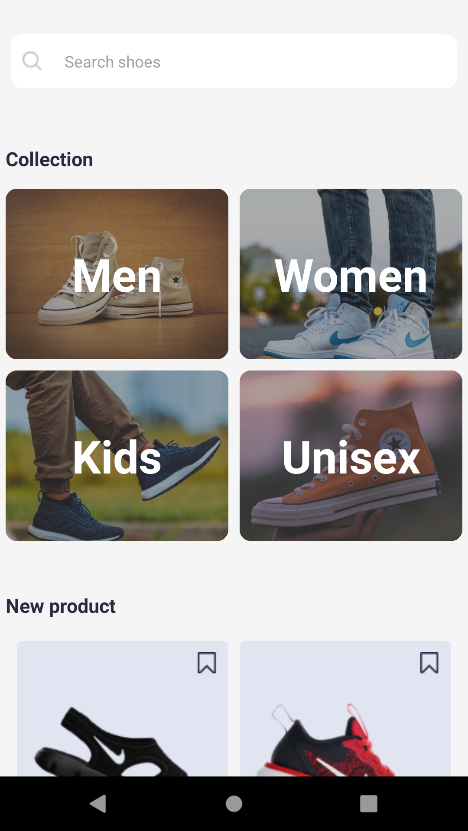 Search shoes
Collection
Men
Women
Kids
Unisex
New product